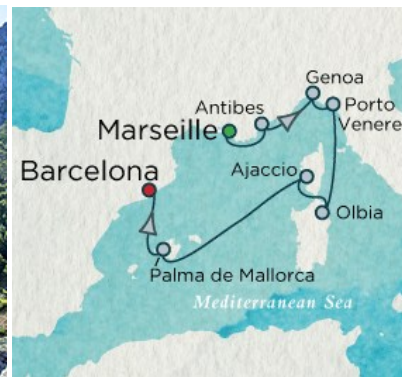 Genoa
Antibes
Porto
Venere
Marseille
Ajaccio
Barcelona
Olbia
Palma de Mallorca
Mediterranean Sea